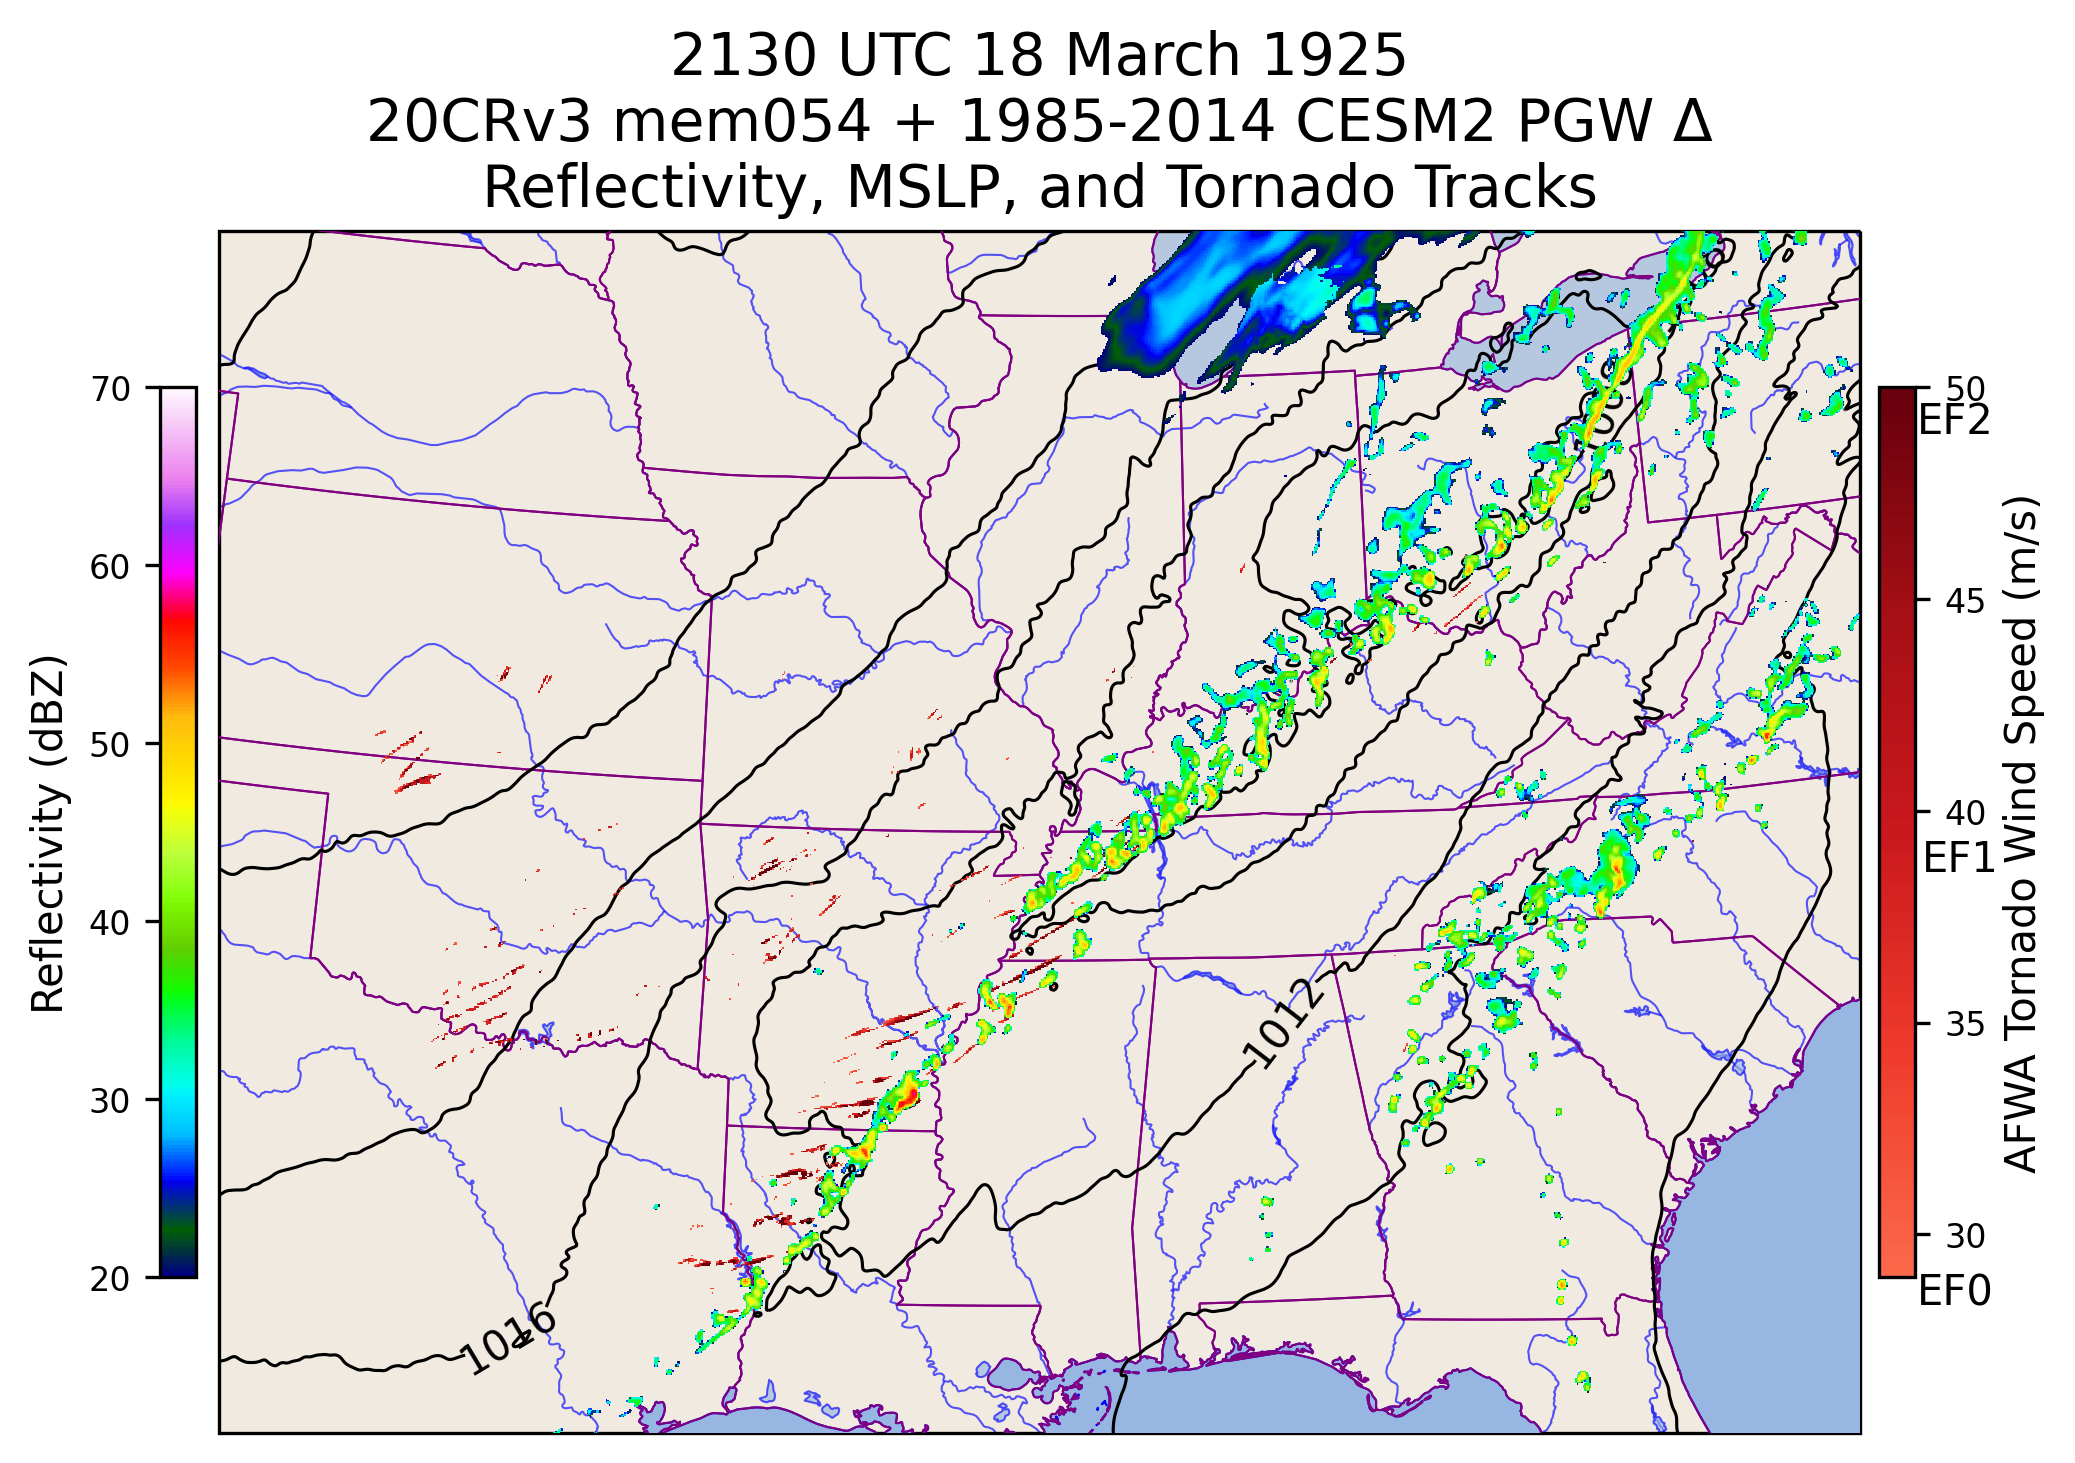 2130 UTC 18 March 1925
20CRv3 mem054 + 1985-2014 CESM2 PGW Δ
Reflectivity, MSLP, and Tornado Tracks
70
60
50
40
30
20
Reflectivity (dBZ)
1012
1016
50
EF2
45
40
EF1
35
30
EF0
AFWA Tornado Wind Speed (m/s)